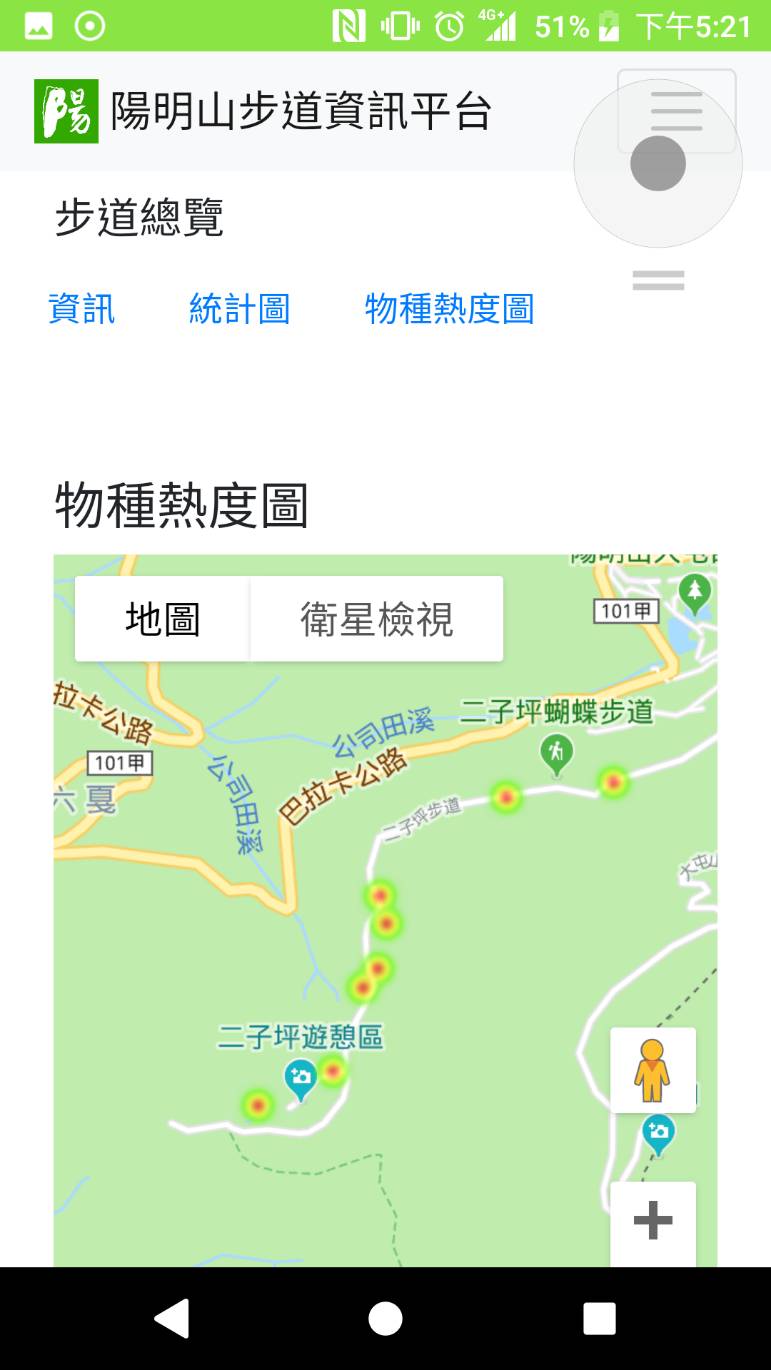 4G+ 51% 下午5:21
陽 陽明山步道資訊平台
步道總覽
資訊 統計圖 物種熱度圖
物種熱度圖
地圖 衛星檢視
101甲
拉卡公路
二子坪蝴蝶步道
公司田溪
101甲
公司田溪
巴拉卡公路
六戛
二子坪步道
大屯山
二子坪遊憩區